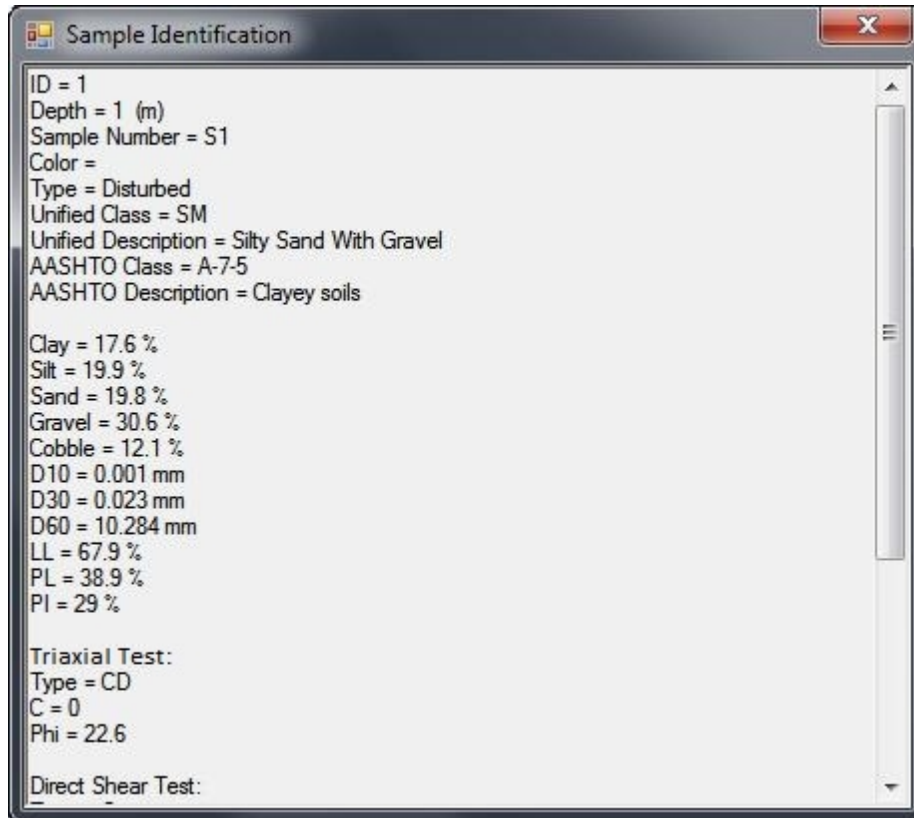 Sample Identification
ID = 1
Depth = 1 (m)
Sample Number = S1
Color =
Type = Disturbed
Unified Class = SM
Unified Description = Silty Sand With Gravel
AASHTO Class = A-7-5
AASHTO Description = Clayey soils
Clay = 17.6 %
Silt = 19.9 %
Sand = 19.8 %
Gravel = 30.6 %
Cobble = 12.1 %
D10 = 0.001 mm
D30 = 0.023 mm
D60 = 10.284 mm
LL = 67.9 %
PL = 38.9 %
PI = 29 %
Triaxial Test:
Type = CD
C = 0
Phi = 22.6
Direct Shear Test: